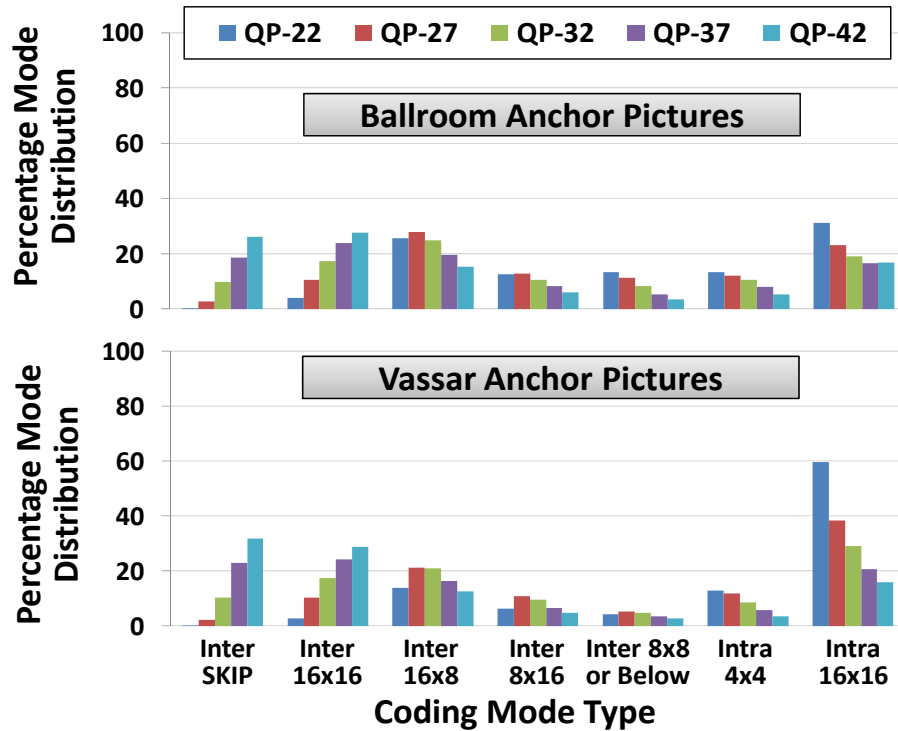 QP-22 QP-27 QP-32 QP-37 QP-42
Percentage Mode
Distribution
100
80
60
40
20
0
Ballroom Anchor Pictures
Percentage Mode
Distribution
100
80
60
40
20
0
Vassar Anchor Pictures
Inter Inter Inter Inter Inter 8x8 Intra Intra
SKIP 16x16 16x8 8x16 or Below 4x4 16x16
Coding Mode Type